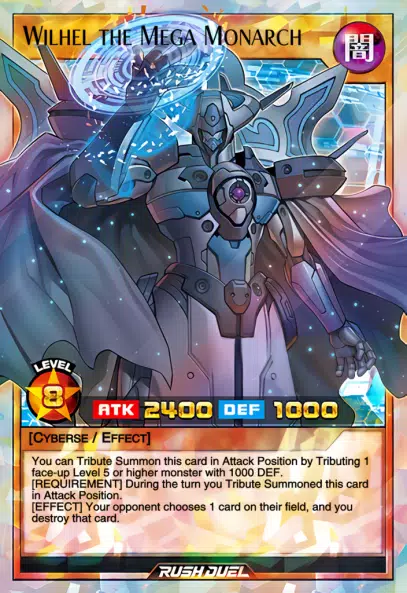 WILHEL THE MEGA MONARCH
闇
LEVEL
8
ATK 2400 DEF 1000
[CYBERSE / EFFECT]
You can Tribute Summon this card in Attack Position by Tributing 1
face-up Level 5 or higher monster with 1000 DEF.
[REQUIREMENT] During the turn you Tribute Summoned this card
in Attack Position.
[EFFECT] Your opponent chooses 1 card on their field, and you
destroy that card.
RUSH DUEL